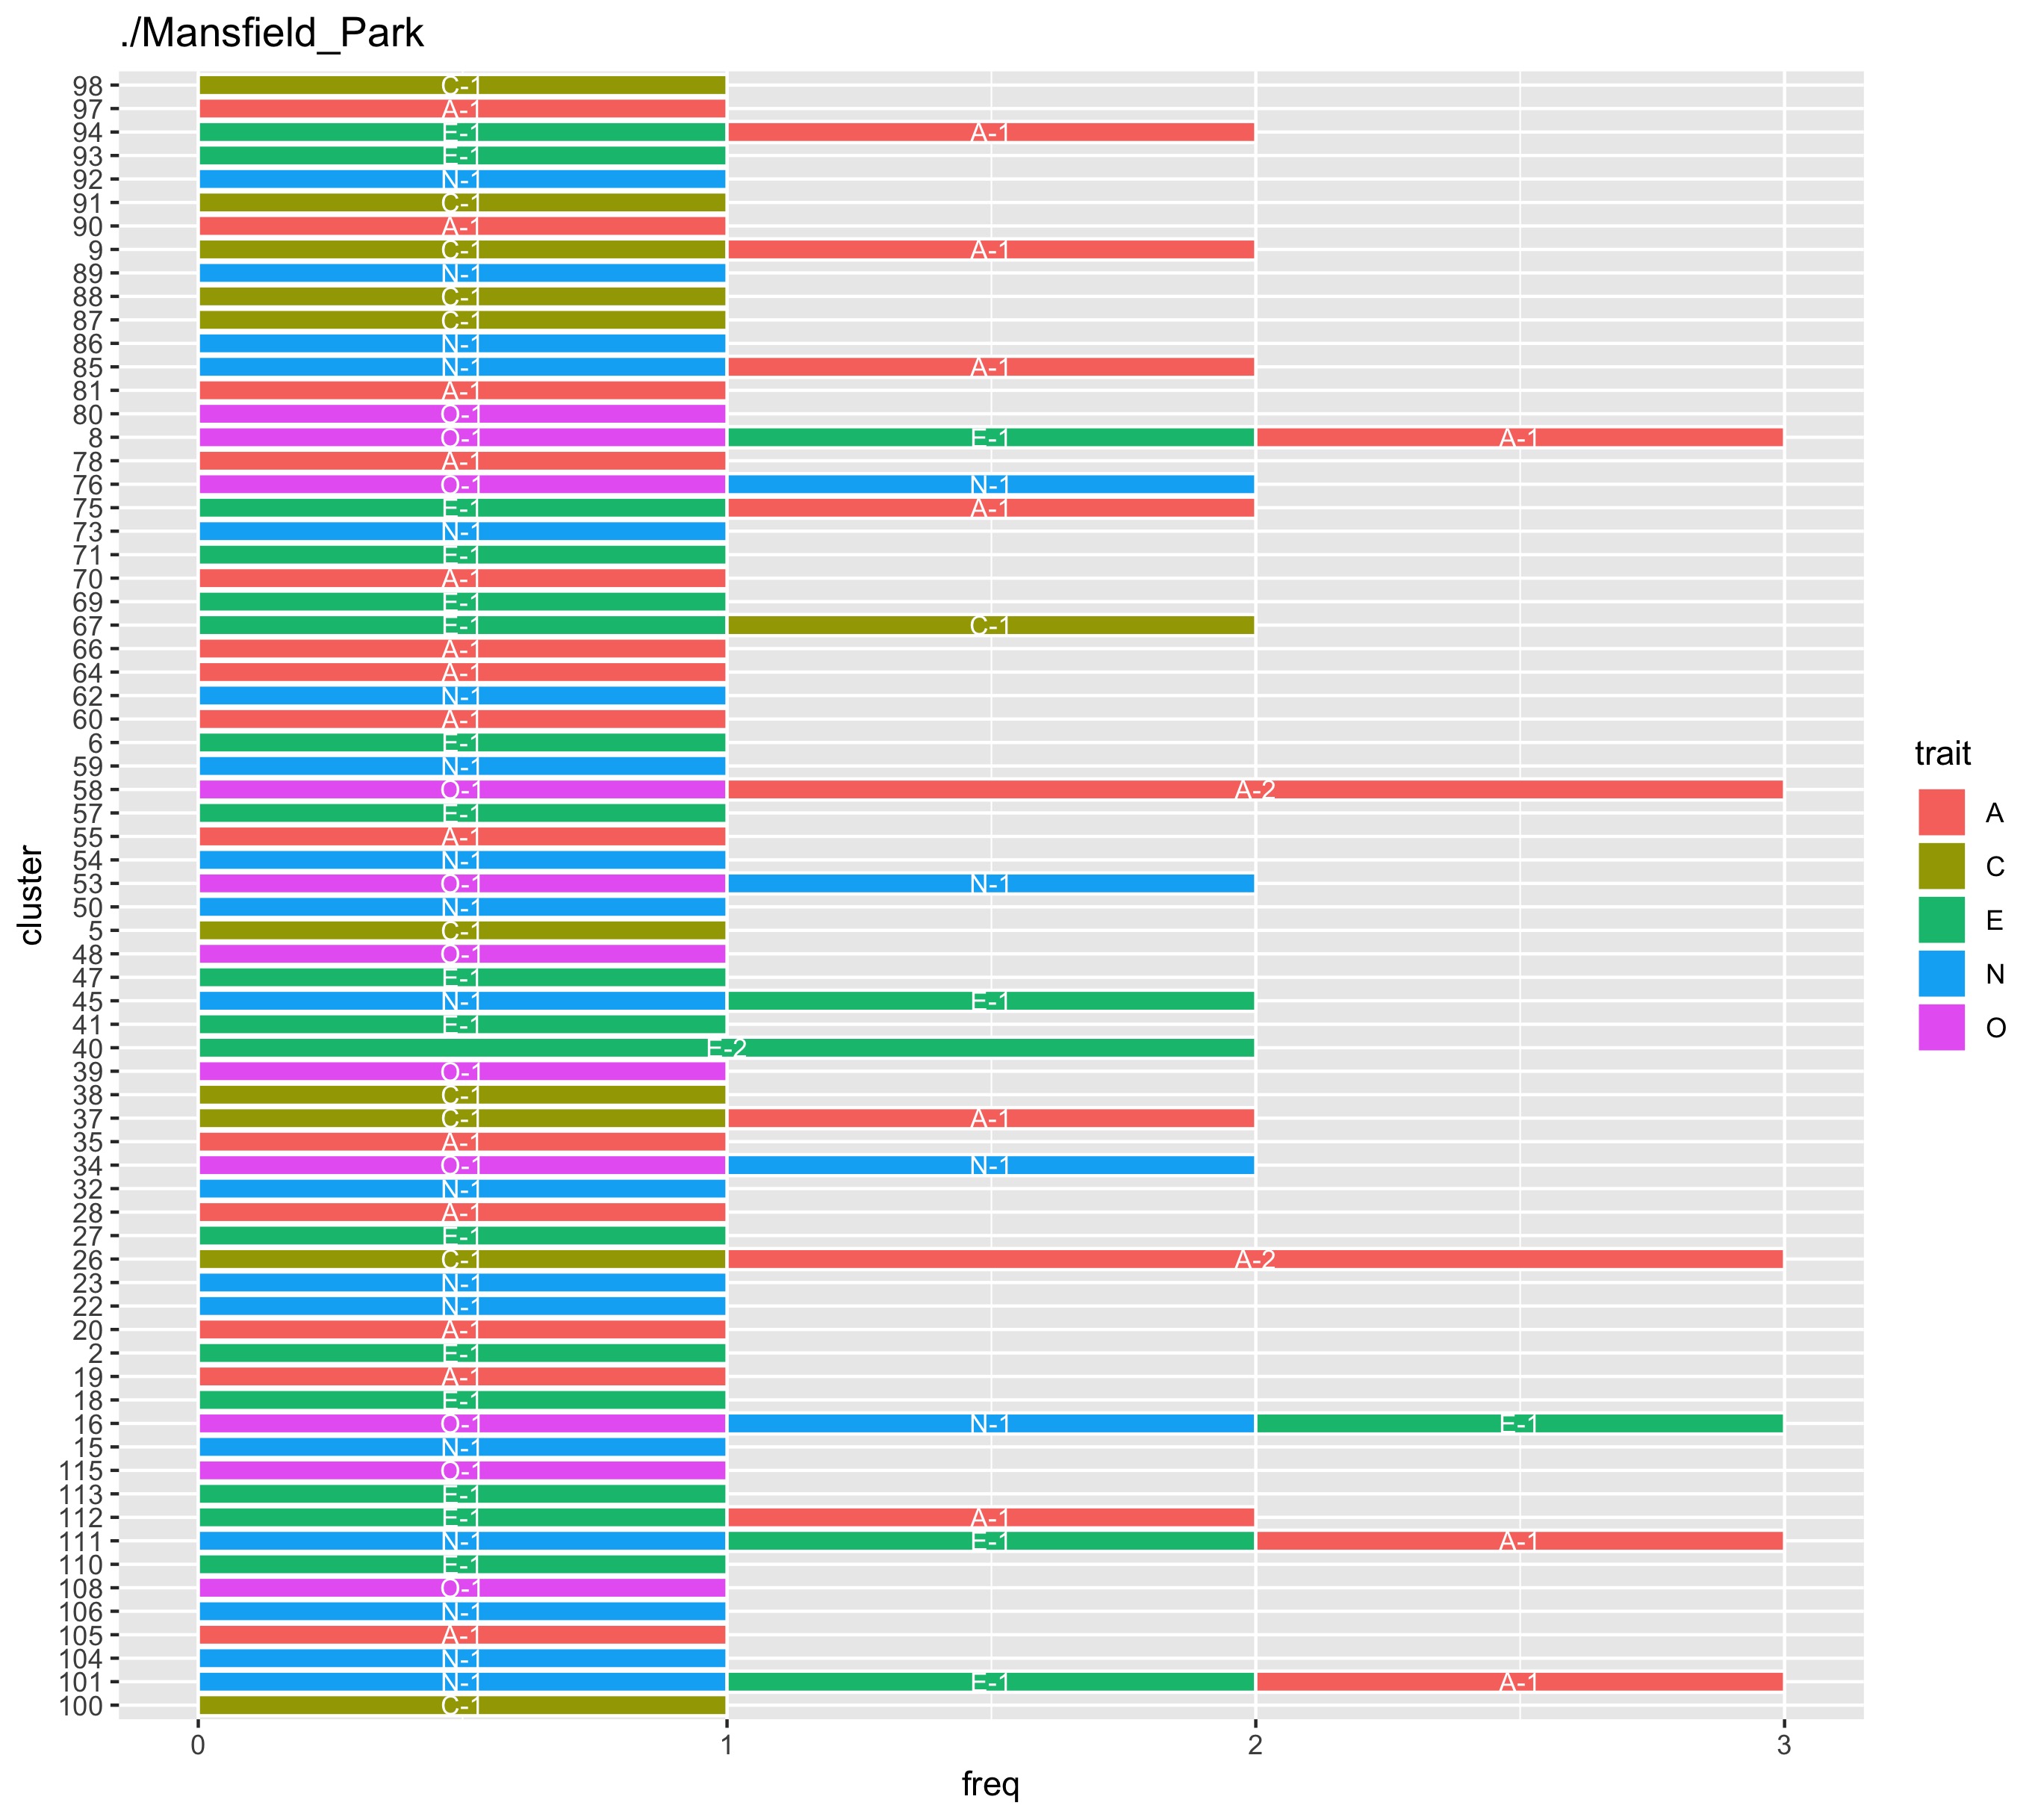 ./Mansfield_Park
98 C-1
97 A-1
94 E-1 A-1
93 E-1
92 N-1
91 C-1
90 A-1
9 C-1 A-1
89 N-1
88 C-1
87 C-1
86 N-1
85 N-1 A-1
81 A-1
80 O-1
8 O-1 E-1 A-1
78 A-1
76 O-1 N-1
75 E-1 A-1
73 N-1
71 E-1
70 A-1
69 E-1
67 E-1 C-1
66 A-1
64 A-1
62 N-1
60 A-1
6 E-1
59 N-1
58 O-1 A-2
57 E-1
55 A-1
54 N-1
53 O-1 N-1
50 N-1
5 C-1
48 O-1
47 E-1
45 N-1 E-1
41 E-1
40 E-2
39 O-1
38 C-1
37 C-1 A-1
35 A-1
34 O-1 N-1
32 N-1
28 A-1
27 E-1
26 C-1 A-2
23 N-1
22 N-1
20 A-1
2 E-1
19 A-1
18 E-1
16 O-1 N-1 E-1
15 N-1
115 O-1
113 E-1
112 E-1 A-1
111 N-1 E-1 A-1
110 E-1
108 O-1
106 N-1
105 A-1
104 N-1
101 N-1 E-1 A-1
100 C-1
0 1 2 3
freq
cluster
trait
A
C
E
N
O